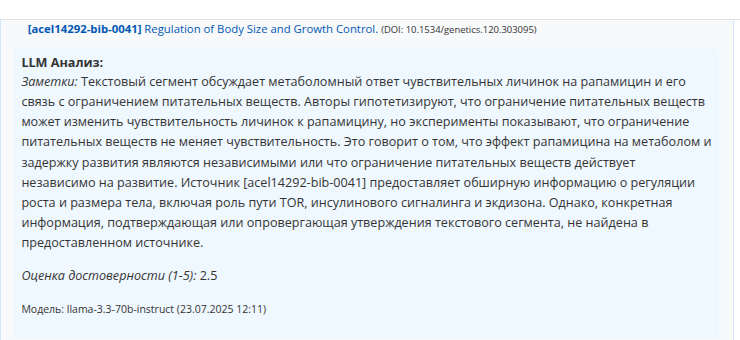 [acel14292-bib-0041] Regulation of Body Size and Growth Control. (DOI: 10.1534/genetics.120.303095)
LLM Анализ:
Заметки: Текстовый сегмент обсуждает метаболомный ответ чувствительных личинок на рапамицин и его
связь с ограничением питательных веществ. Авторы гипотетизируют, что ограничение питательных веществ
может изменить чувствительность личинок к рапамицину, но эксперименты показывают, что ограничение
питательных веществ не меняет чувствительность. Это говорит о том, что эффект рапамицина на метаболом и
задержку развития являются независимыми или что ограничение питательных веществ действует
независимо на развитие. Источник [acel14292-bib-0041] предоставляет обширную информацию о регуляции
роста и размера тела, включая роль пути TOR, инсулинового сигналинга и экдизона. Однако, конкретная
информация, подтверждающая или опровергающая утверждения текстового сегмента, не найдена в
предоставленном источнике.
Оценка достоверности (1-5): 2.5
Модель: llama-3.3-70b-instruct (23.07.2025 12:11)